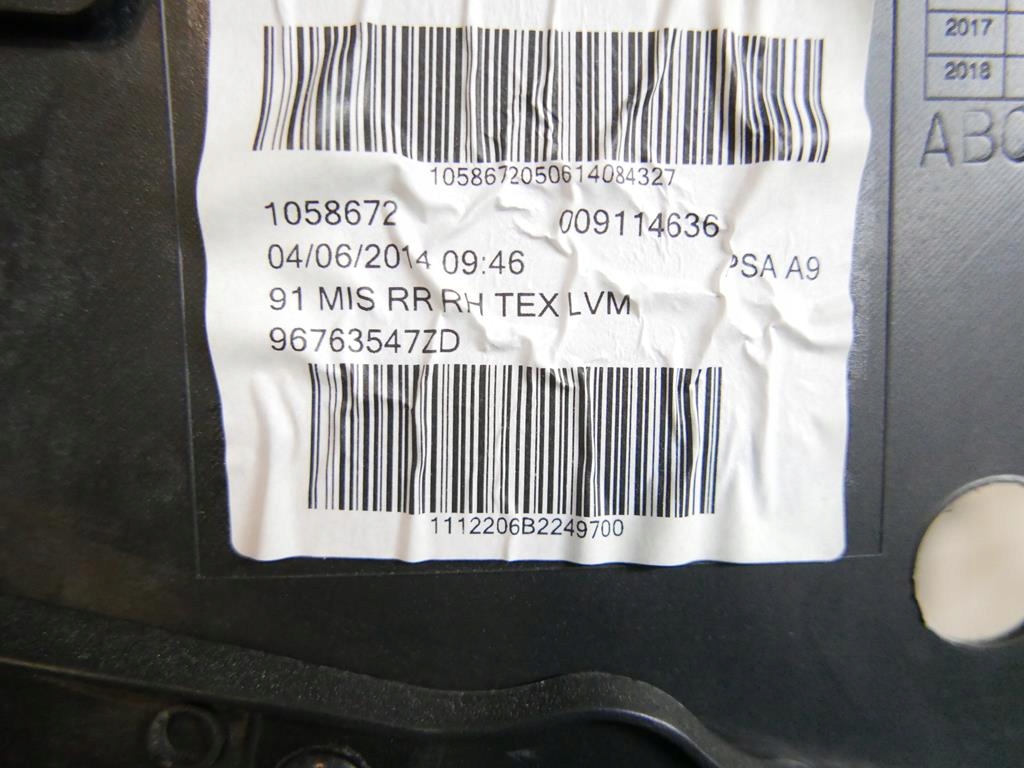 2017
2018
ABC
1058672050614084327
1058672 009114636
04/06/2014 09:46 PSA A9
91 MIS RR RH TEX LVM
96763547ZD
1112206B2249700